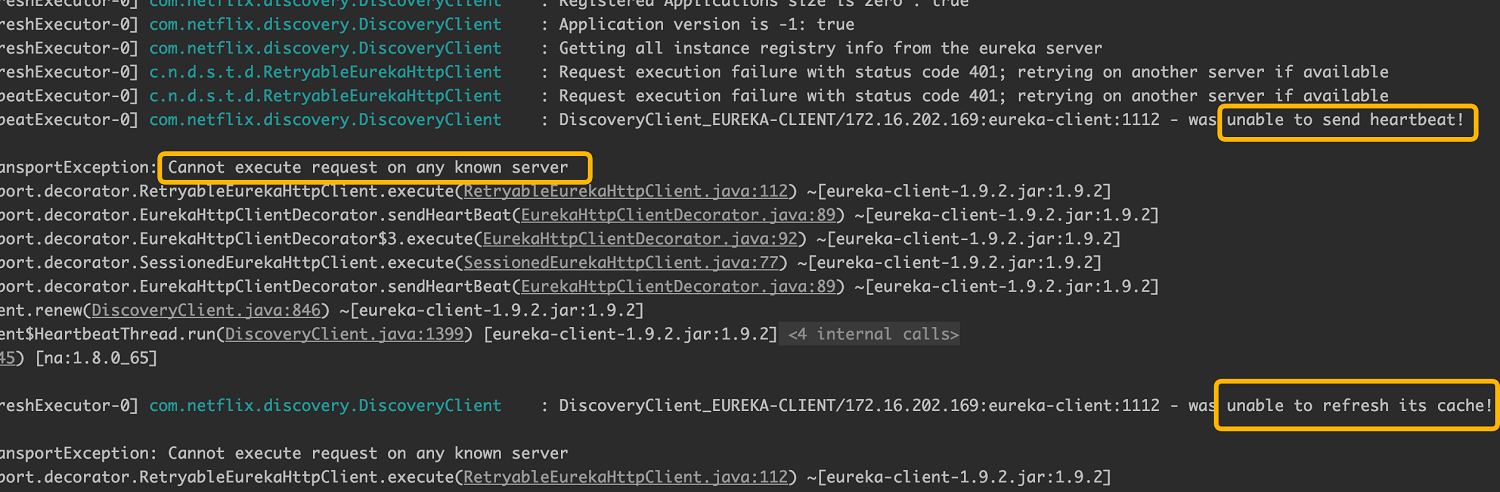 reshExecutor-0] com.netflix.discovery.DiscoveryClient : Registered Applications size is zero : true
reshExecutor-0] com.netflix.discovery.DiscoveryClient : Application version is -1: true
reshExecutor-0] com.netflix.discovery.DiscoveryClient : Getting all instance registry info from the eureka server
reshExecutor-0] c.n.d.s.t.d.RetryableEurekaHttpClient : Request execution failure with status code 401; retrying on another server if available
beatExecutor-0] c.n.d.s.t.d.RetryableEurekaHttpClient : Request execution failure with status code 401; retrying on another server if available
beatExecutor-0] com.netflix.discovery.DiscoveryClient : DiscoveryClient_EUREKA-CLIENT/172.16.202.169:eureka-client:1112 - was unable to send heartbeat!
ansportException: Cannot execute request on any known server
port.decorator.RetryableEurekaHttpClient.execute(RetryableEurekaHttpClient.java:112) ~[eureka-client-1.9.2.jar:1.9.2]
port.decorator.EurekaHttpClientDecorator.sendHeartBeat(EurekaHttpClientDecorator.java:89) ~[eureka-client-1.9.2.jar:1.9.2]
port.decorator.EurekaHttpClientDecorator$3.execute(EurekaHttpClientDecorator.java:92) ~[eureka-client-1.9.2.jar:1.9.2]
port.decorator.SessionedEurekaHttpClient.execute(SessionedEurekaHttpClient.java:77) ~[eureka-client-1.9.2.jar:1.9.2]
port.decorator.EurekaHttpClientDecorator.sendHeartBeat(EurekaHttpClientDecorator.java:89) ~[eureka-client-1.9.2.jar:1.9.2]
ent.renew(DiscoveryClient.java:846) ~[eureka-client-1.9.2.jar:1.9.2]
ent$HeartbeatThread.run(DiscoveryClient.java:1399) [eureka-client-1.9.2.jar:1.9.2] <4 internal calls>
45) [na:1.8.0_65]
reshExecutor-0] com.netflix.discovery.DiscoveryClient : DiscoveryClient_EUREKA-CLIENT/172.16.202.169:eureka-client:1112 - was unable to refresh its cache!
ansportException: Cannot execute request on any known server
port.decorator.RetryableEurekaHttpClient.execute(RetryableEurekaHttpClient.java:112) ~[eureka-client-1.9.2.jar:1.9.2]